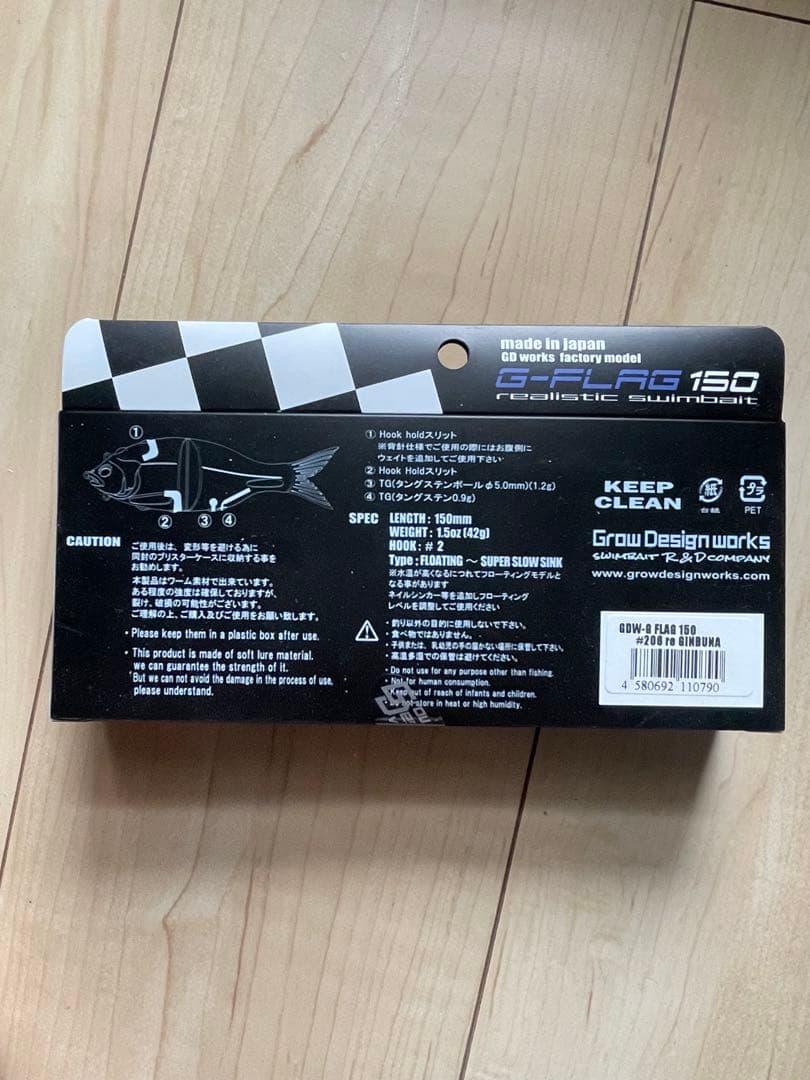 made in japan
GD works factory model
G-FLAG 150
realistic swimbait
①
② ③ ④
① Hook holdスリット
※背針仕様でご使用の際にはお腹側に
ウェイトを追加してご使用下さい
② Hook Holdスリット
③ TG(タングステンボールφ5.0mm)(1.2g)
④ TG(タングステン0.9g)
SPEC LENGTH : 150mm
WEIGHT : 1.5oz (42g)
HOOK : # 2
Type : FLOATING ～ SUPER SLOW SINK
※水温が高くなるにつれてフローティングモデルと
なる事があります
ネイルシンカー等を追加しフローティング
レベルを調整してご使用ください
CAUTION
ご使用後は、変形等を避ける為に
同封のブリスターケースに収納する事を
お勧めします。
本製品はワーム素材で出来ています。
ある程度の強度は確保しておりますが、
裂け、破損の可能性がございます。
ご理解の上、ご購入及びご使用をお願い致します。
• Please keep them in a plastic box after use.
• This product is made of soft lure material.
we can guarantee the strength of it.
But we can not avoid the damage in the process of use,
please understand.
・釣り以外の目的に使用しないで下さい。
・食べ物ではありません。
・子供または、乳幼児の手の届かない場所に保管して下さい。
・高温多湿での保管は避けてください。
・Do not use for any purpose other than fishing.
・Not for human consumption.
・Keep out of reach of infants and children.
・Do not store in heat or high humidity.
KEEP
CLEAN
紙
台紙
プラ
PET
Grow Design works
SWIMBAIT R&D COMPANY
www.growdesignworks.com
GDW-G FLAG 150
#208 re GINBUNA
4 580692 110790